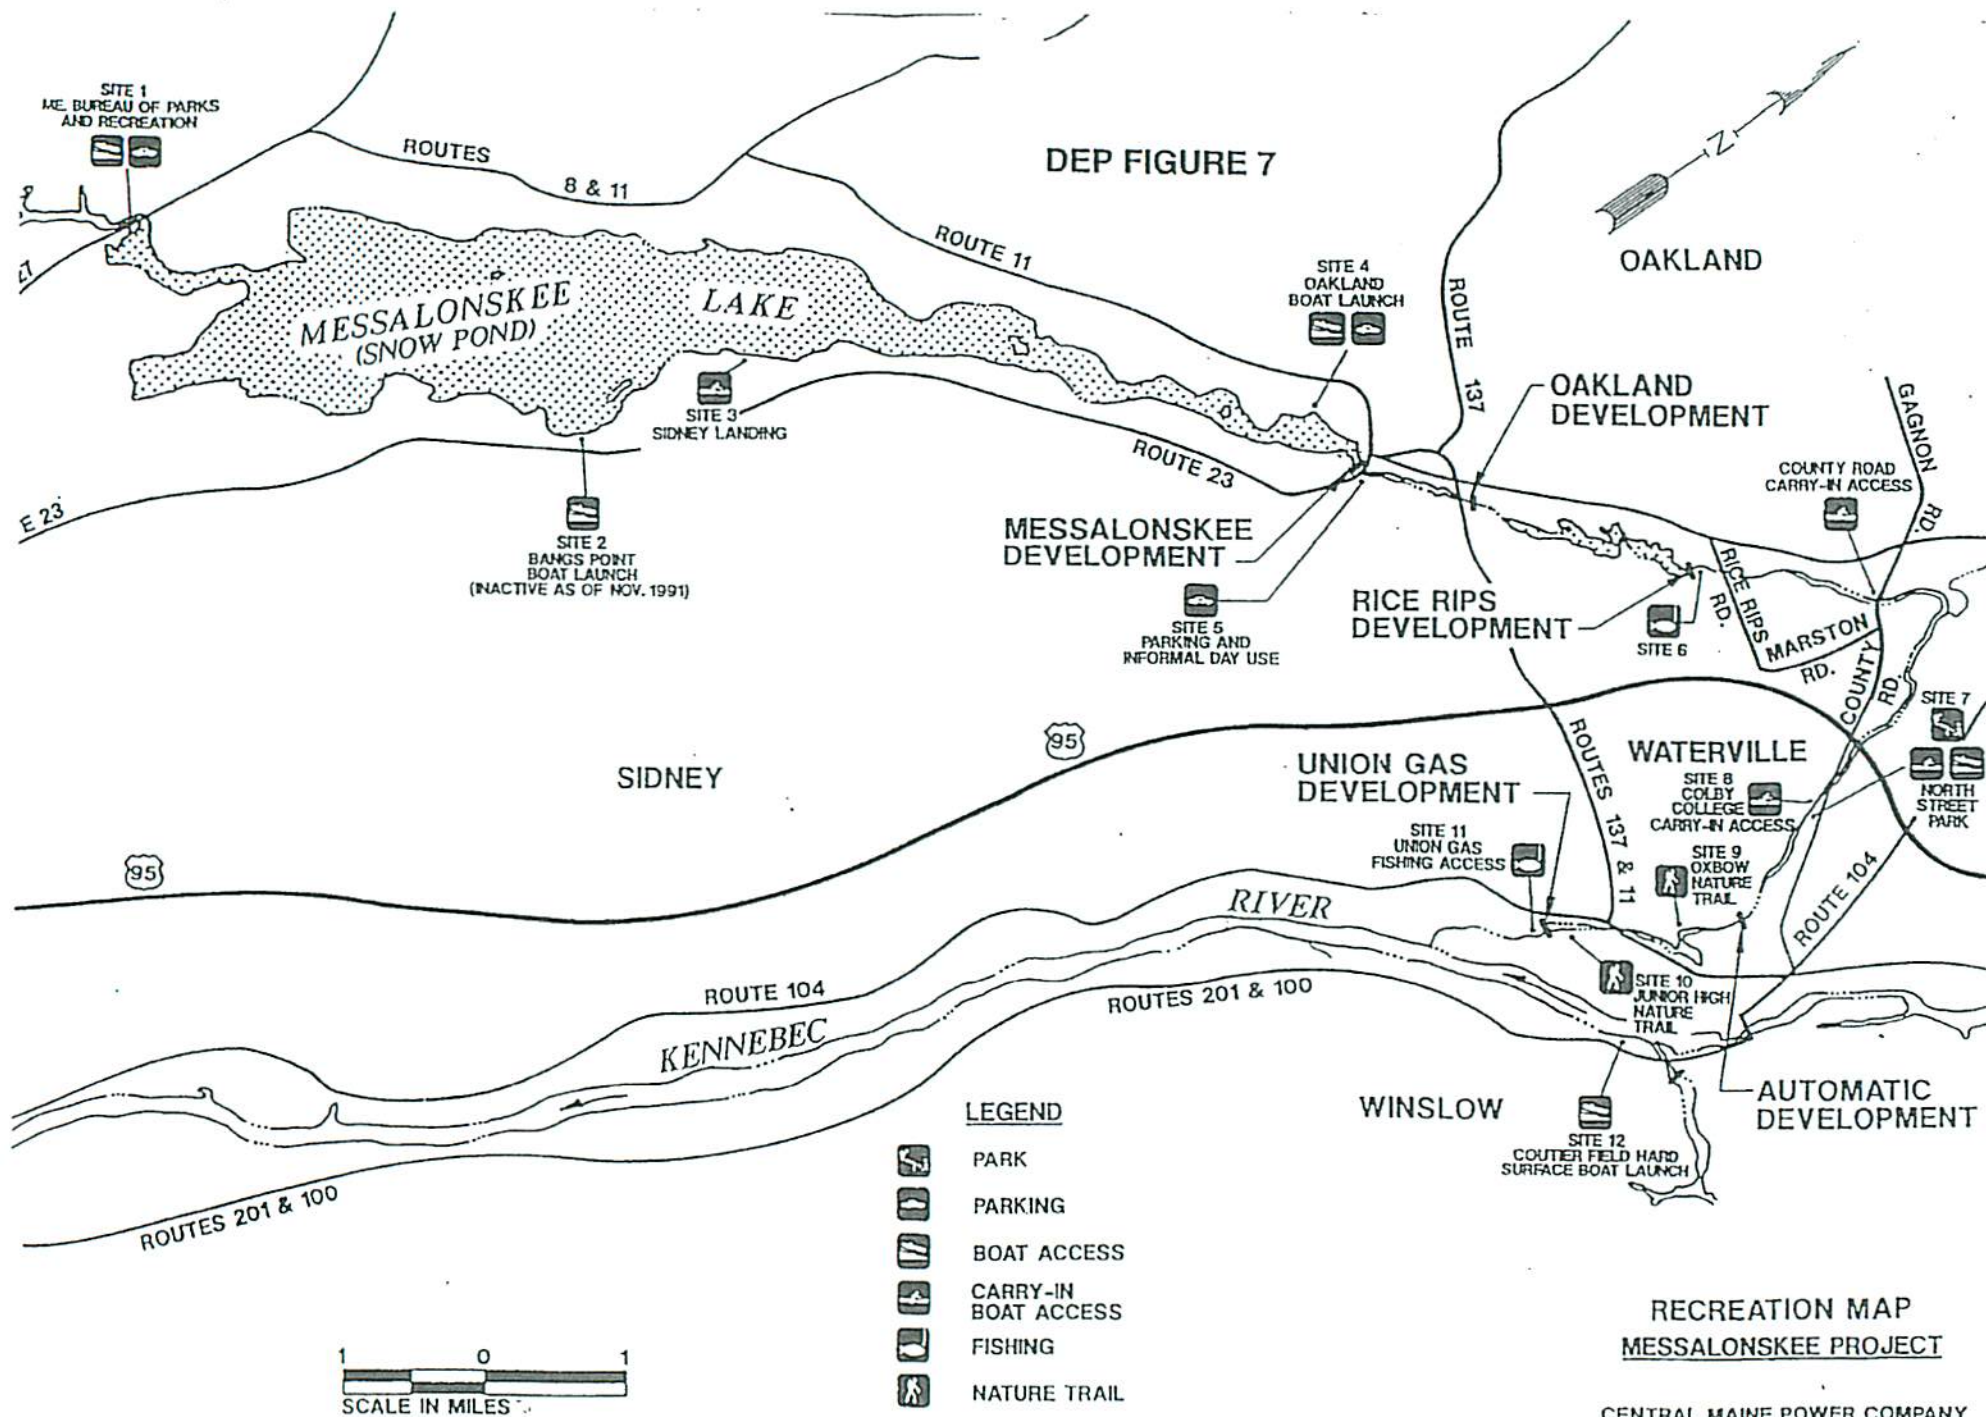 SITE 1
ME. BUREAU OF PARKS
AND RECREATION
ROUTES
8 & 11
DEP FIGURE 7
N
OAKLAND
ROUTE 11
SITE 4
OAKLAND
BOAT LAUNCH
ROUTE
137
MESSALONSKEE
(SNOW POND)
LAKE
SITE 3
SIDNEY LANDING
OAKLAND
DEVELOPMENT
GAGNON
RD.
COUNTY ROAD
CARRY-IN ACCESS
ROUTE 23
E 23
SITE 2
BANGS POINT
BOAT LAUNCH
(INACTIVE AS OF NOV. 1991)
MESSALONSKEE
DEVELOPMENT
SITE 5
PARKING AND
INFORMAL DAY USE
RICE RIPS
DEVELOPMENT
SITE 6
RICE RIPS
RD.
MARSTON
RD.
COUNTY
RD.
SITE 7
NORTH
STREET
PARK
95
SIDNEY
UNION GAS
DEVELOPMENT
ROUTES 137 & 11
WATERVILLE
SITE 8
COLBY
COLLEGE
CARRY-IN ACCESS
SITE 11
UNION GAS
FISHING ACCESS
SITE 9
OXBOW
NATURE
TRAIL
ROUTE 104
95
RIVER
SITE 10
JUNIOR HIGH
NATURE
TRAIL
ROUTE 104
ROUTES 201 & 100
KENNEBEC
WINSLOW
AUTOMATIC
DEVELOPMENT
SITE 12
COUTIER FIELD HARD
SURFACE BOAT LAUNCH
ROUTES 201 & 100
LEGEND
PARK
PARKING
BOAT ACCESS
CARRY-IN
BOAT ACCESS
FISHING
NATURE TRAIL
1 0 1
SCALE IN MILES
RECREATION MAP
MESSALONSKEE PROJECT
CENTRAL MAINE POWER COMPANY